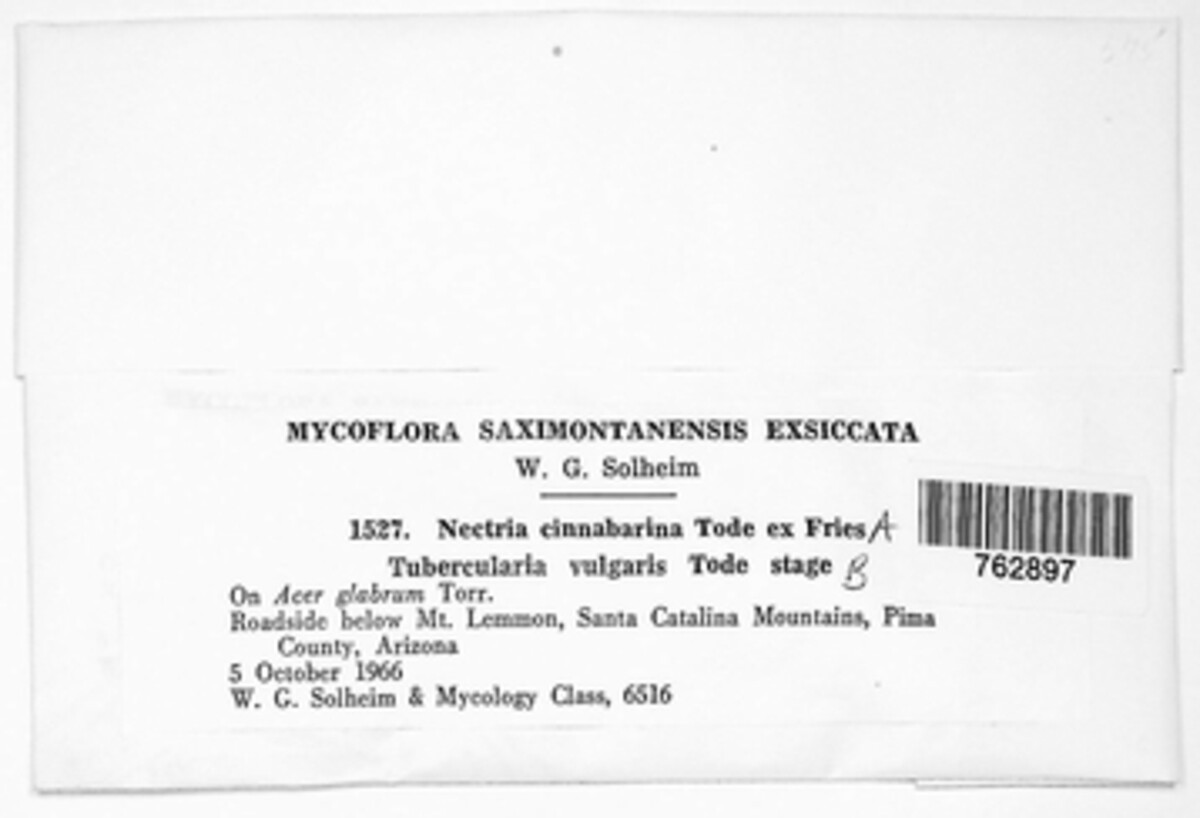 MYCOFLORA SAXIMONTANENSIS EXSICCATA
W. G. Solheim
1527. Nectria cinnabarina Tode ex Fries A
Tubercularia vulgaris Tode stage B
762897
On Acer glabrum Torr.
Roadside below Mt. Lemmon, Santa Catalina Mountains, Pima
County, Arizona
5 October 1966
W. G. Solheim & Mycology Class, 6516